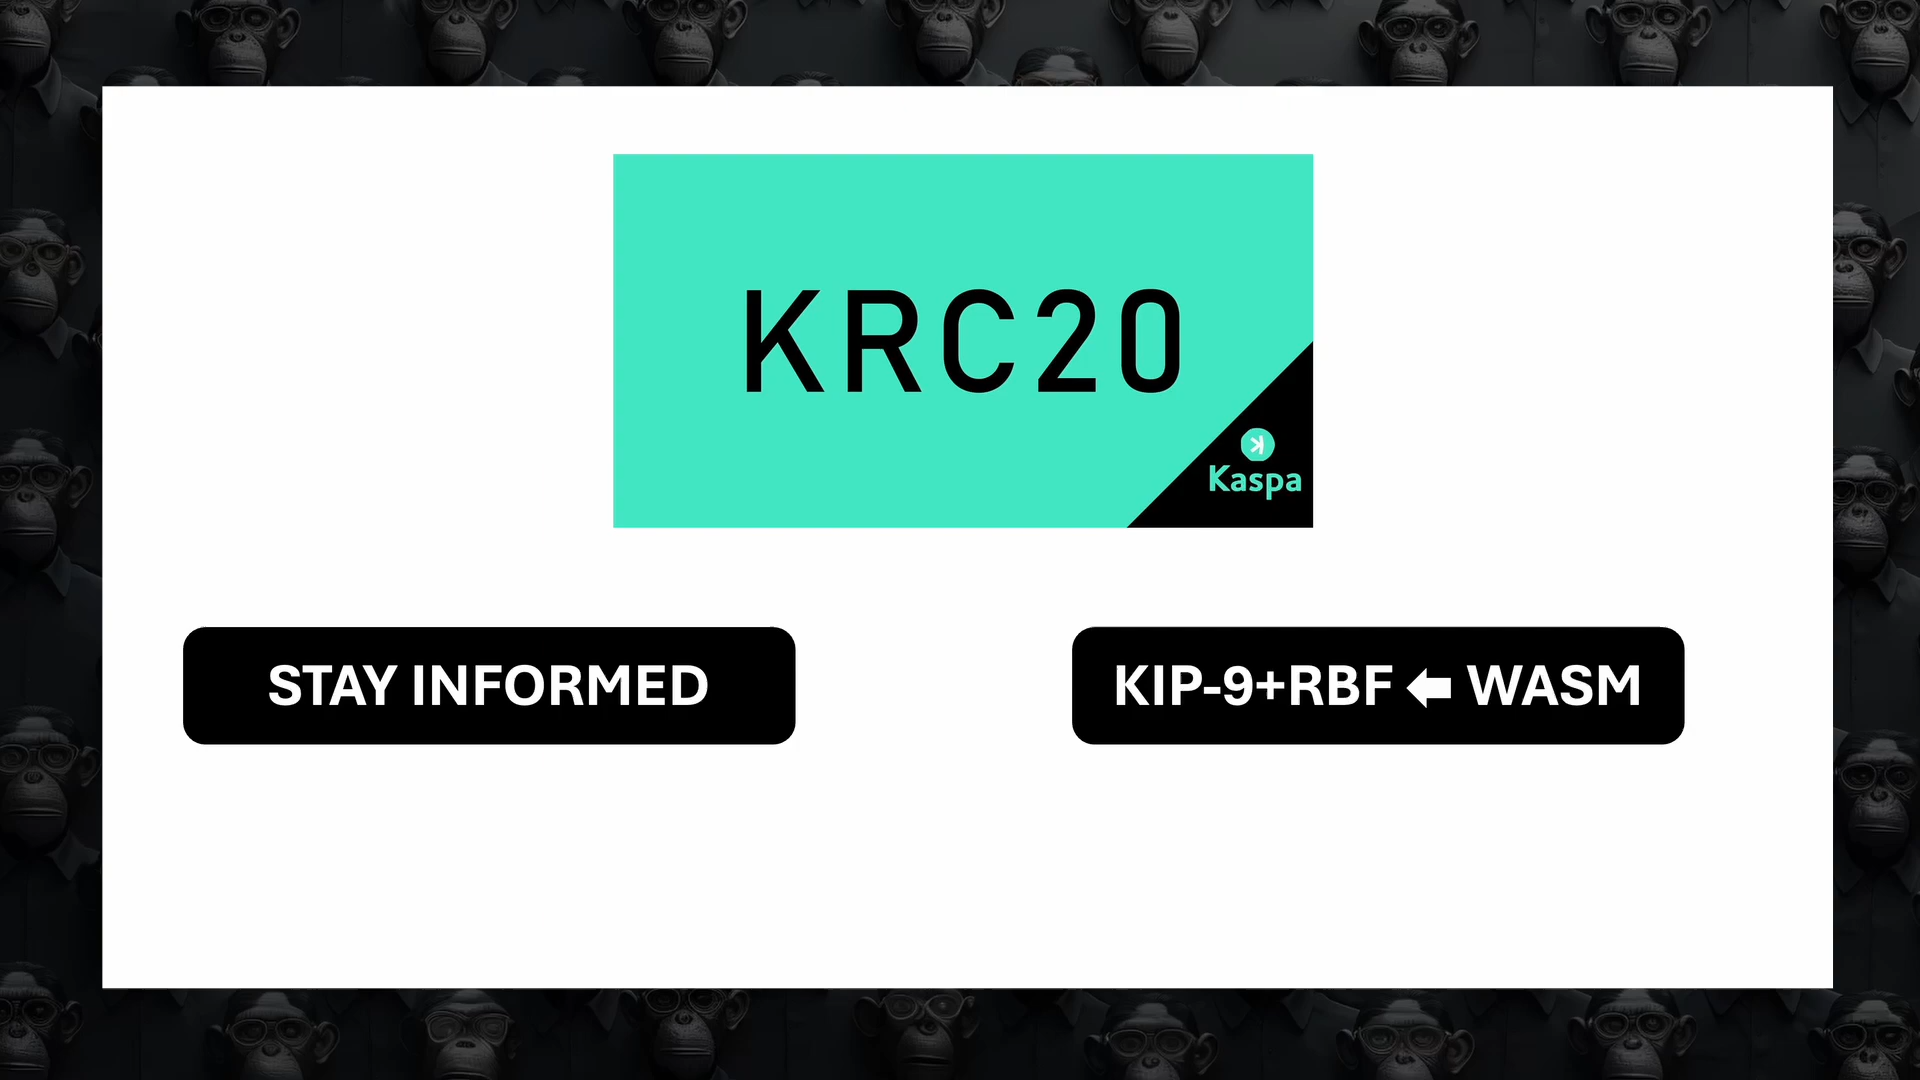 KRC20
Kaspa
STAY INFORMED
KIP-9+RBF ⬅ WASM